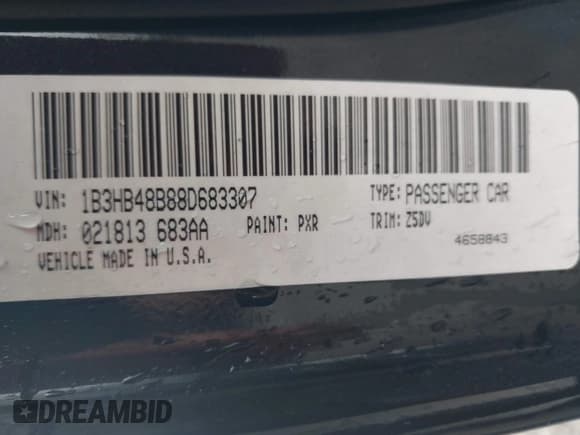 VIN: 1B3HB48B88D683307 TYPE: PASSENGER CAR
MDH: 021813 683AA PAINT: PXR TRIM: Z5DV
VEHICLE MADE IN U.S.A. 4658843
DREAMBID